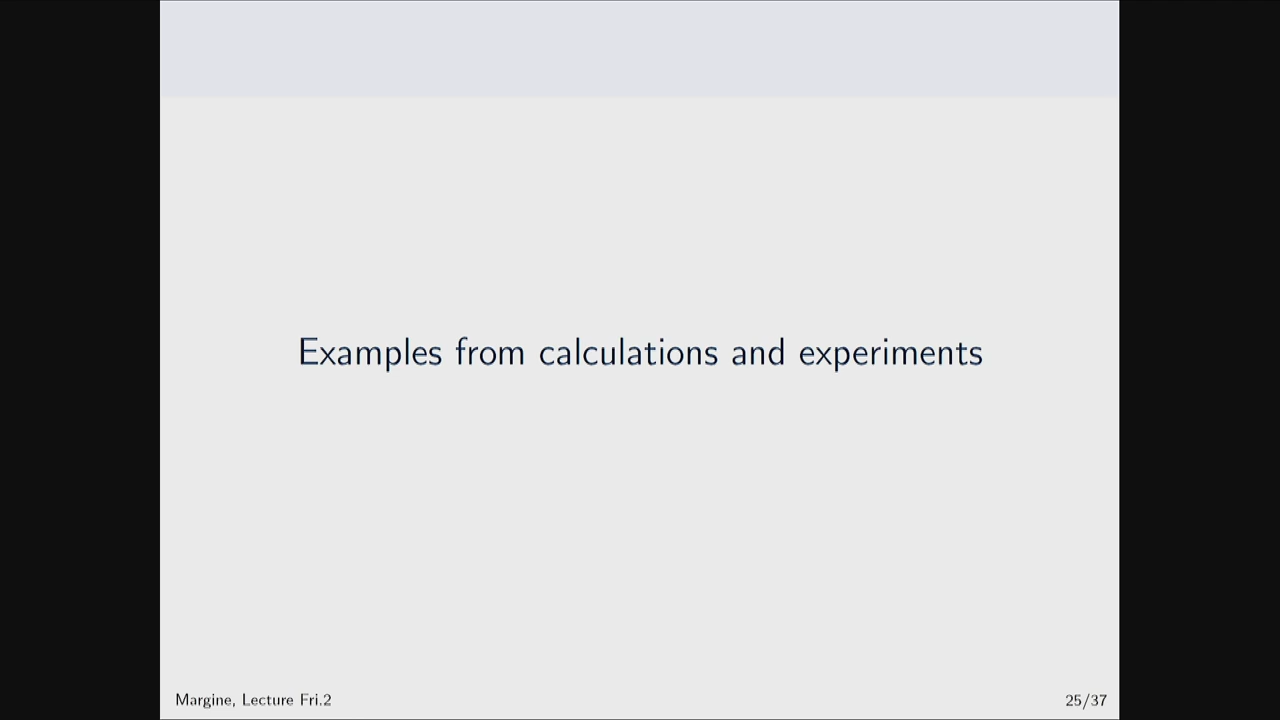 Examples from calculations and experiments
Margine, Lecture Fri.2
25/37